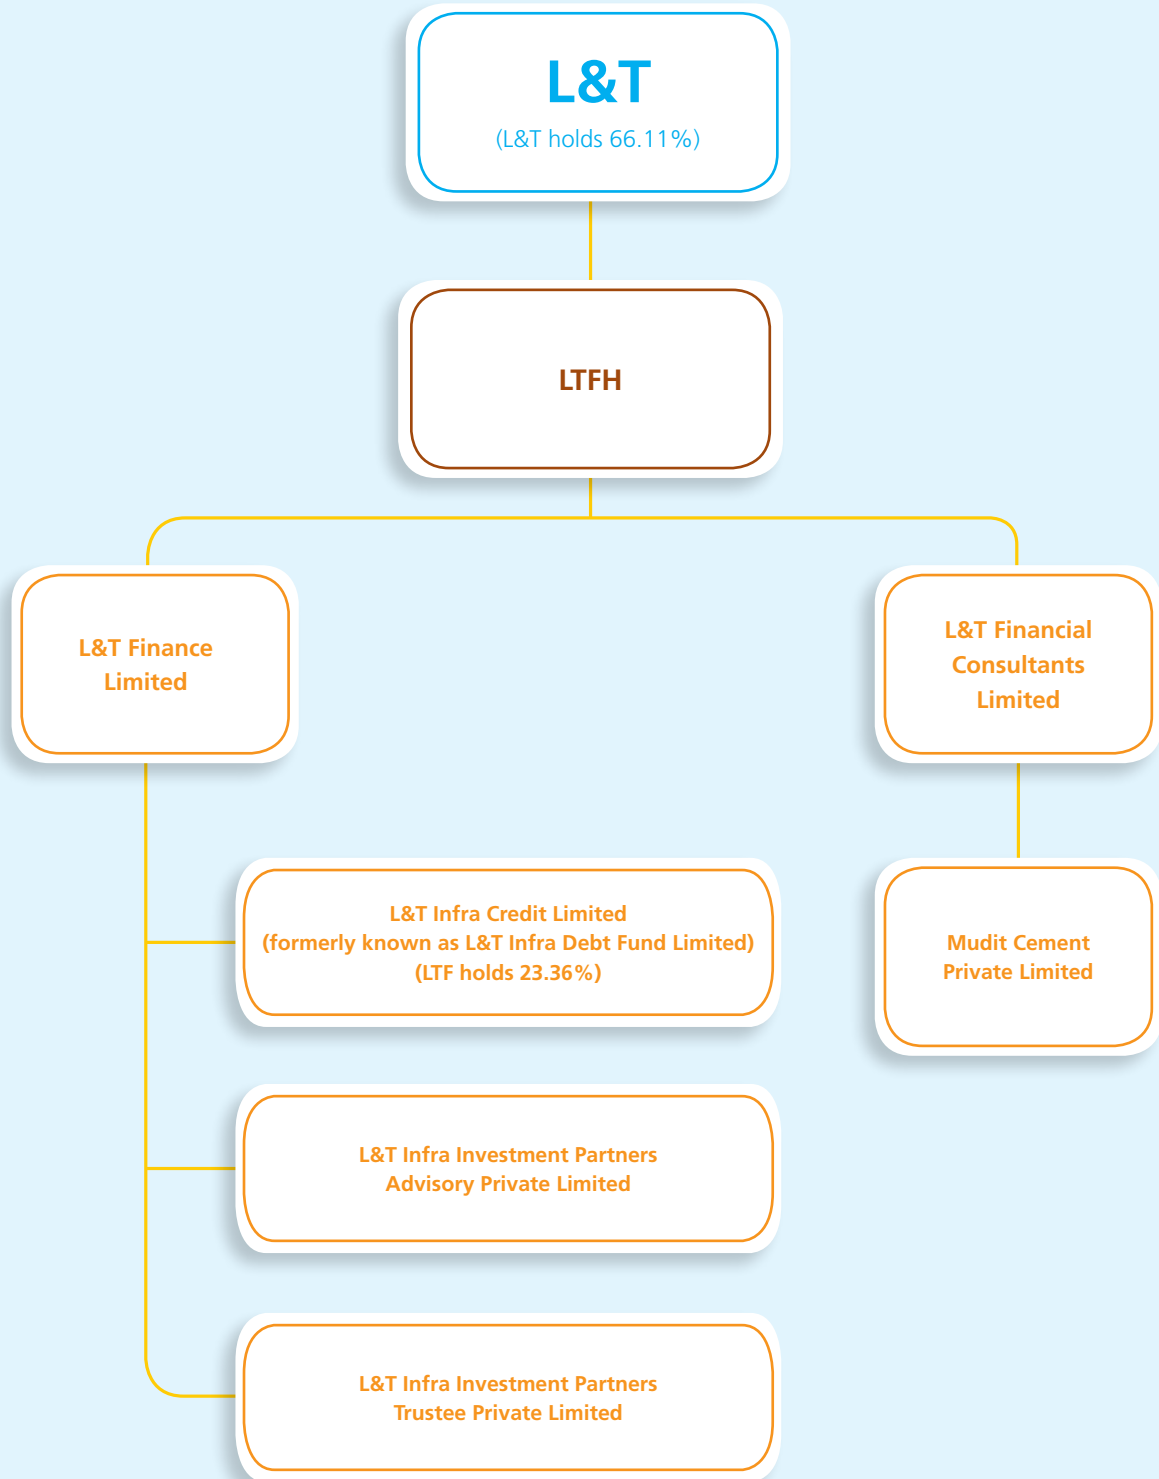 L&T
(L&T holds 66.11%)
LTFH
L&T Finance
Limited
L&T Financial
Consultants
Limited
L&T Infra Credit Limited
(formerly known as L&T Infra Debt Fund Limited)
(LTF holds 23.36%)
Mudit Cement
Private Limited
L&T Infra Investment Partners
Advisory Private Limited
L&T Infra Investment Partners
Trustee Private Limited